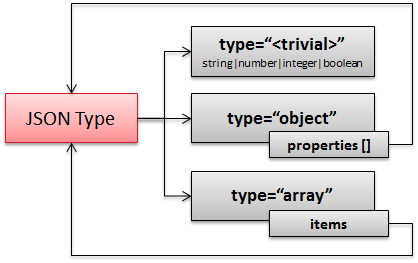 type=“<trivial>”
string|number|integer|boolean
JSON Type
type=“object”
properties []
type=“array”
items